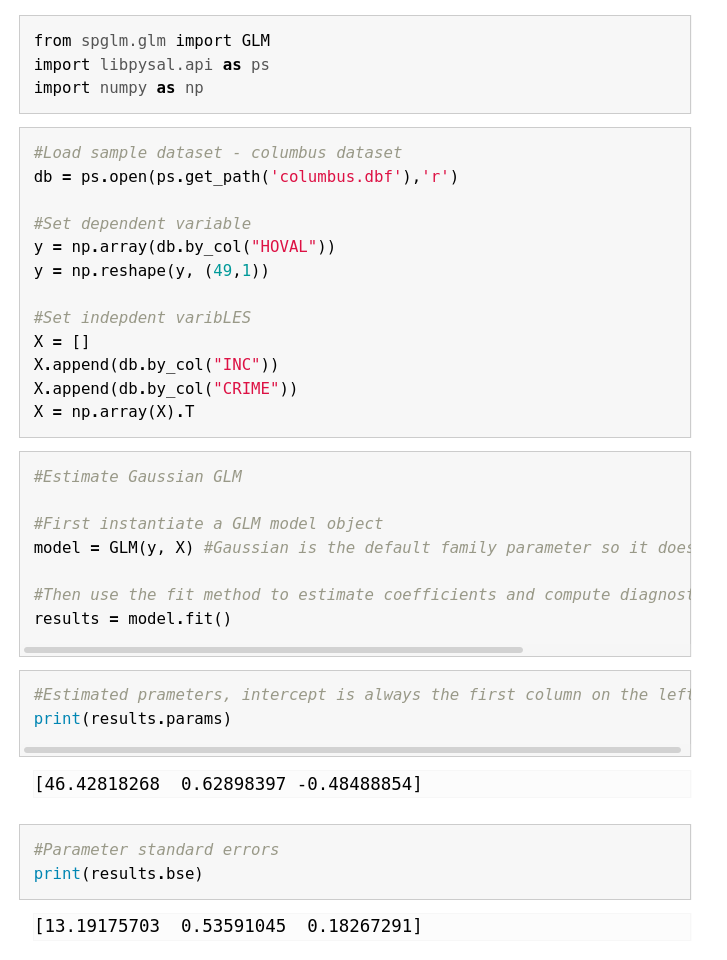 from spglm.glm import GLM
import libpysal.api as ps
import numpy as np
#Load sample dataset - columbus dataset
db = ps.open(ps.get_path('columbus.dbf'),'r')
#Set dependent variable
y = np.array(db.by_col("HOVAL"))
y = np.reshape(y, (49,1))
#Set indepdent varibLES
X = []
X.append(db.by_col("INC"))
X.append(db.by_col("CRIME"))
X = np.array(X).T
#Estimate Gaussian GLM
#First instantiate a GLM model object
model = GLM(y, X) #Gaussian is the default family parameter so it does
#Then use the fit method to estimate coefficients and compute diagnost
results = model.fit()
#Estimated prameters, intercept is always the first column on the left
print(results.params)
[46.42818268  0.62898397 -0.48488854]
#Parameter standard errors
print(results.bse)
[13.19175703  0.53591045  0.18267291]